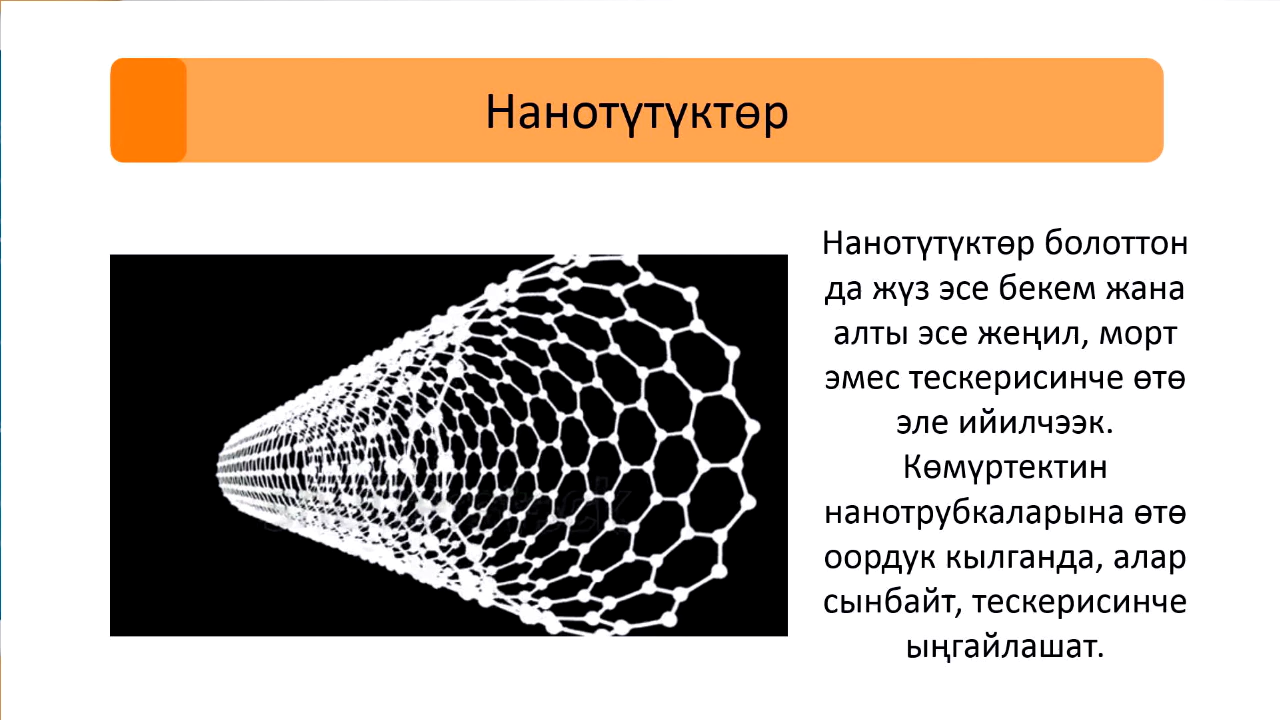 Нанотүтүктөр
Нанотүтүктөр болоттон
да жүз эсе бекем жана
алты эсе жеңил, морт
эмес тескерисинче өтө
эле ийилчээк.
Көмүртектин
нанотрубкаларына өтө
оордук кылганда, алар
сынбайт, тескерисинче
ыңгайлашат.